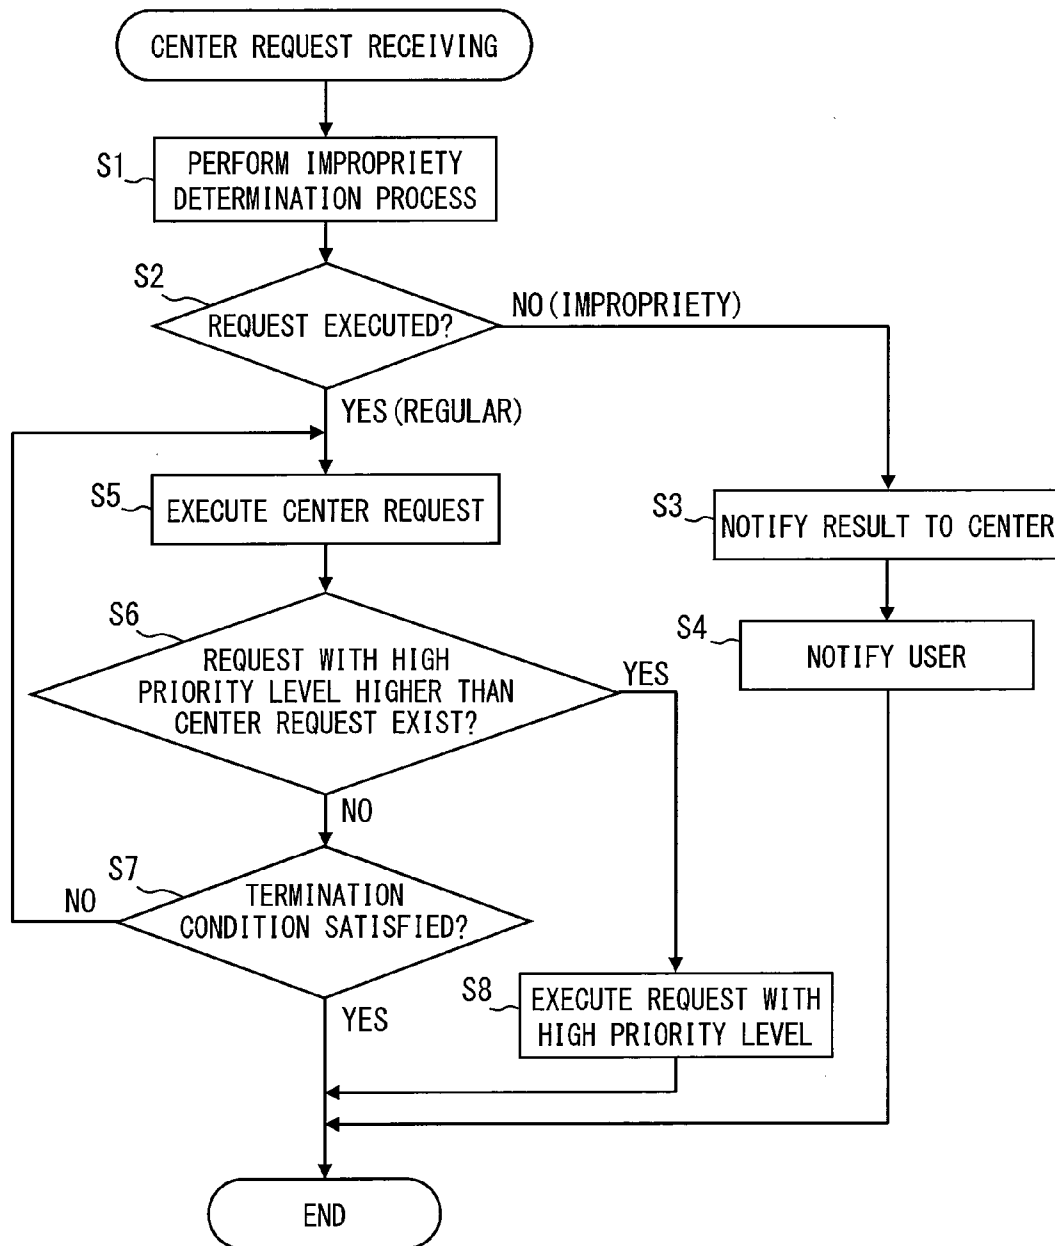 CENTER REQUEST RECEIVING
S1
PERFORM IMPROPRIETY
DETERMINATION PROCESS
S2
REQUEST EXECUTED?
NO(IMPROPRIETY)
YES(REGULAR)
S5
EXECUTE CENTER REQUEST
S3
NOTIFY RESULT TO CENTER
S6
REQUEST WITH HIGH
PRIORITY LEVEL HIGHER THAN
CENTER REQUEST EXIST?
YES
S4
NOTIFY USER
NO
S7
TERMINATION
CONDITION SATISFIED?
NO
YES
S8
EXECUTE REQUEST WITH
HIGH PRIORITY LEVEL
END